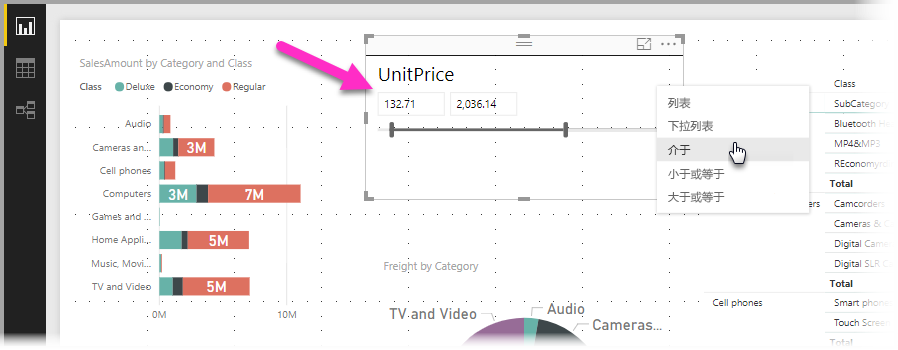 SalesAmount by Category and Class
Class Deluxe Economy Regular
Audio
Cameras an...
3M
Cell phones
Computers
3M 7M
Games and ...
Home Appli...
5M
Music, Movi...
TV and Video
5M
0M 10M
UnitPrice
132.71 2,036.14
列表
下拉列表
介于
小于或等于
大于或等于
Freight by Category
TV and Video
Audio
Cameras...
Class
SubCategory
Bluetooth He
MP4&MP3
REconomyn
Total
Camcorders
Cameras & C
Digital Came
Digital SLR C
Total
Cell phones
Smart phone
Touch Screen
Total